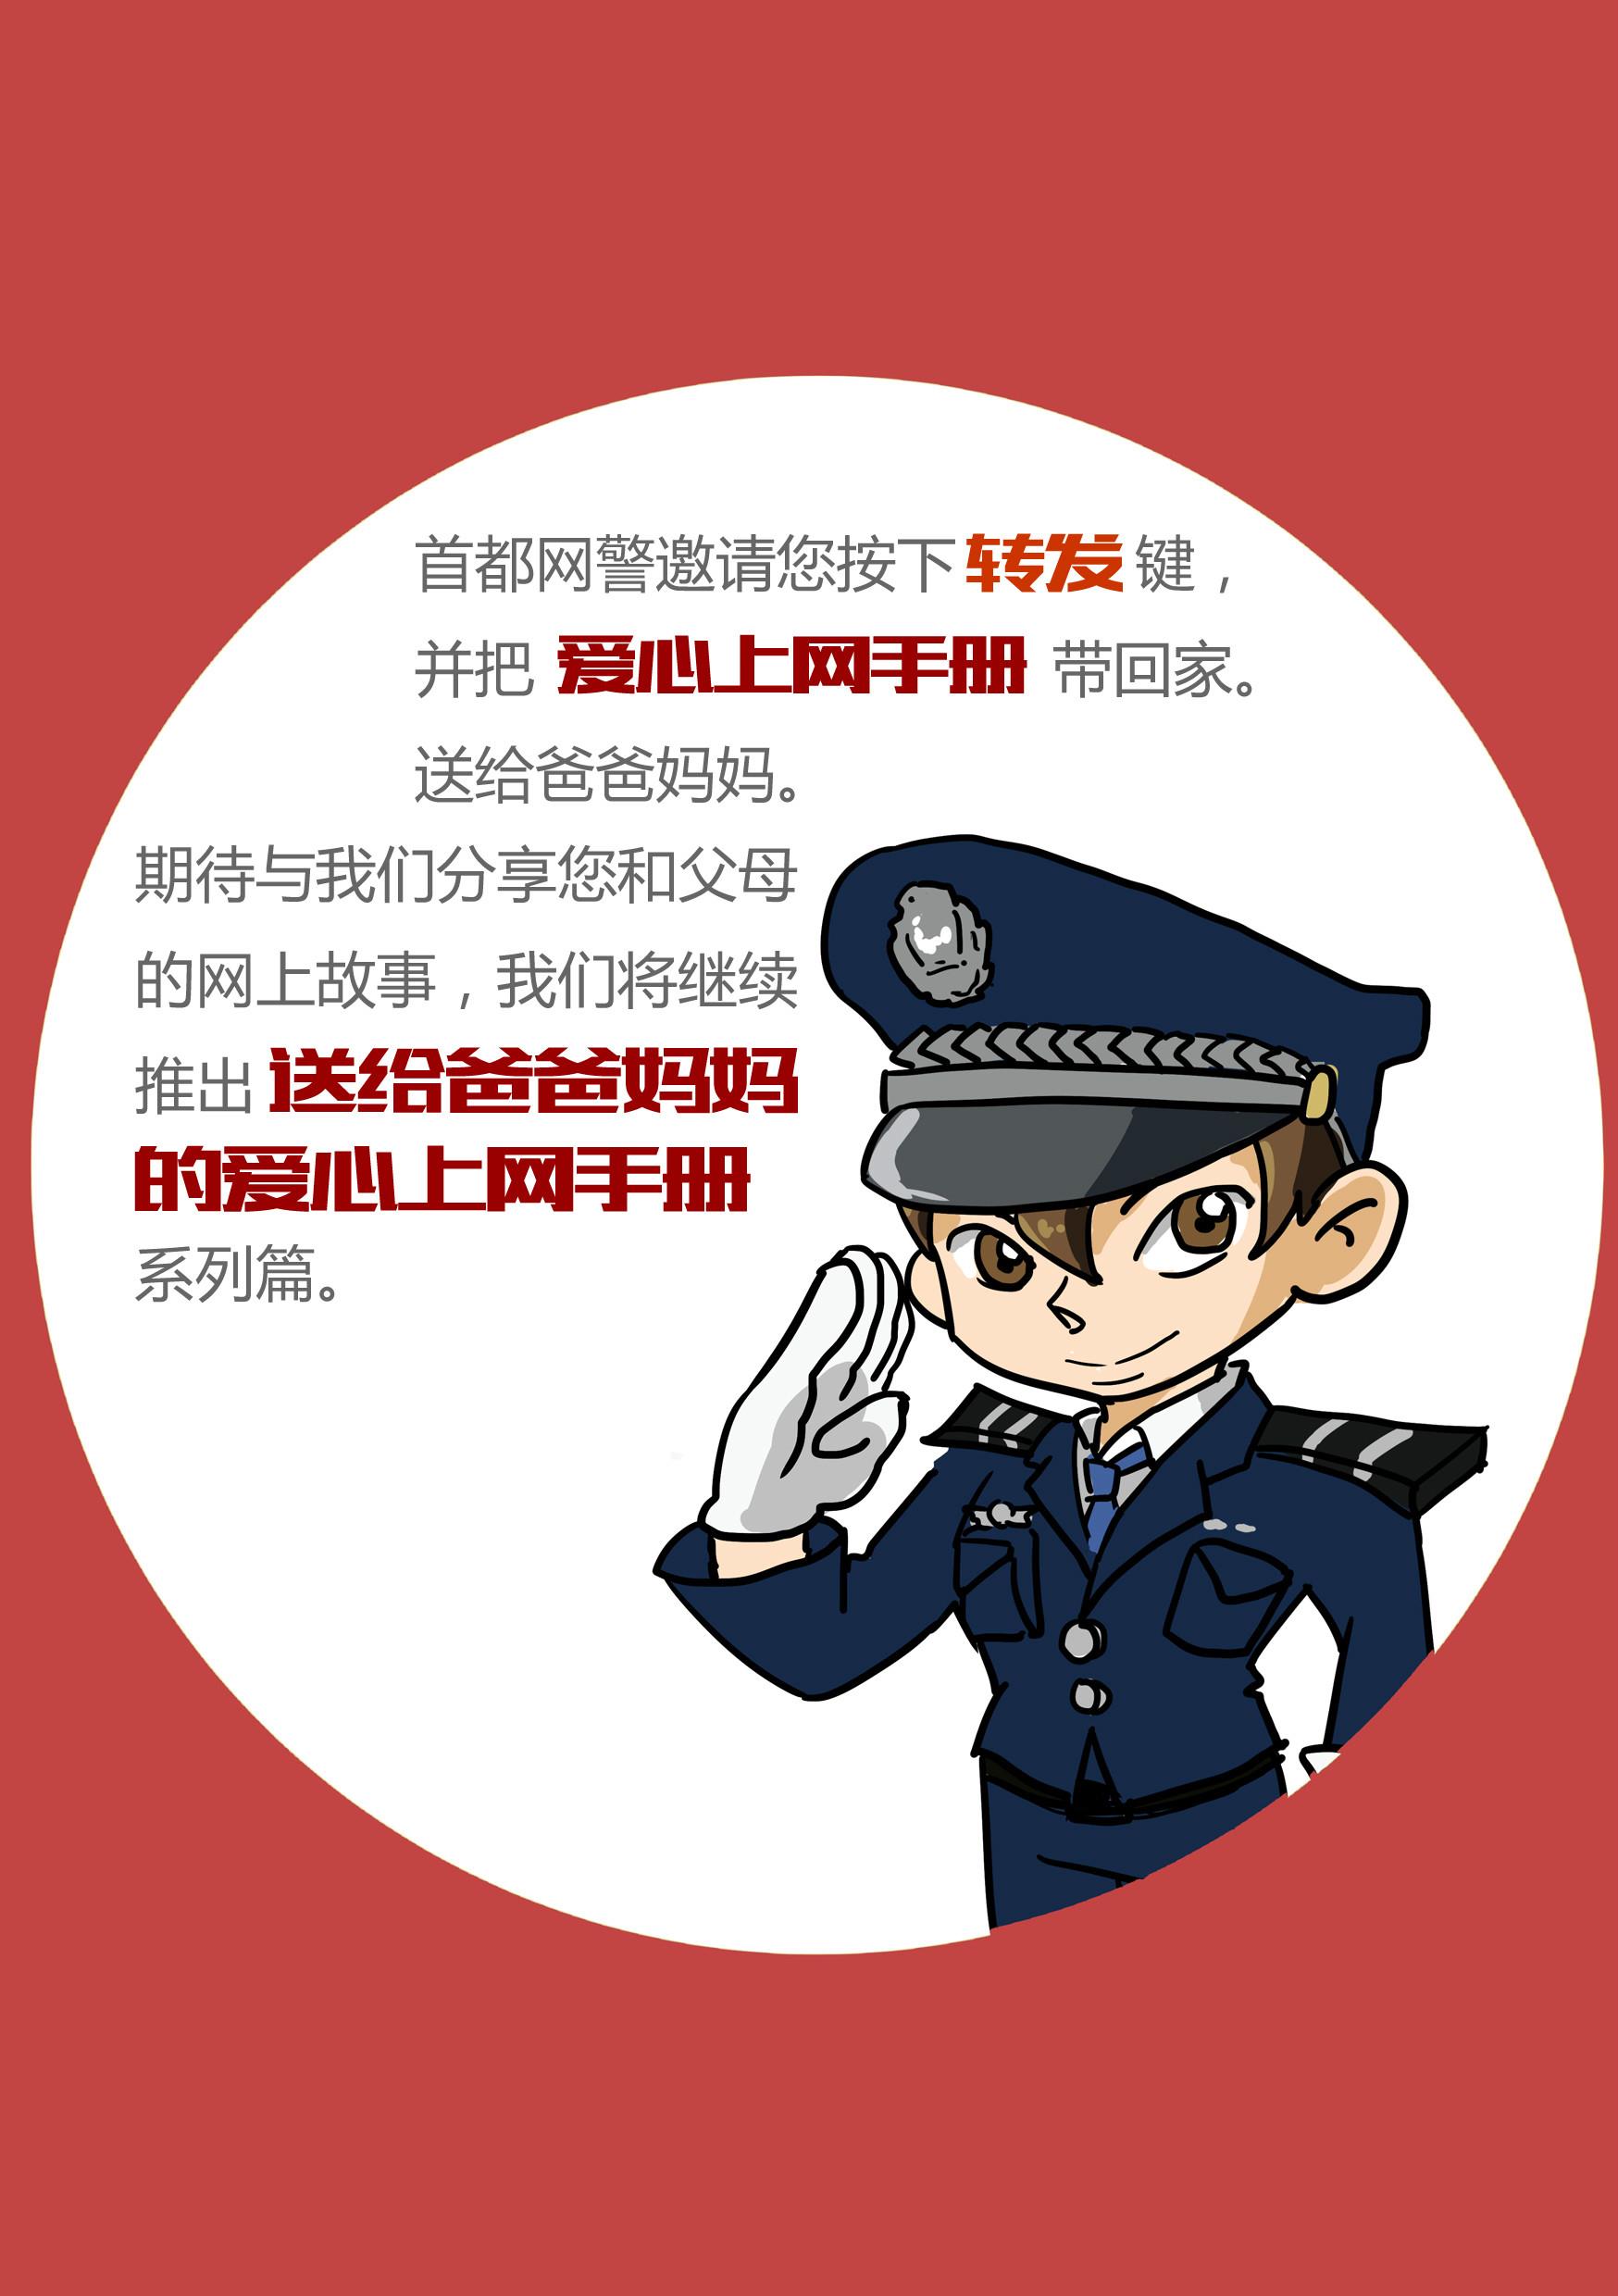 首都网警邀请您按下 转发 健，
并把 爱心上网手册 带回家。
送给爸爸妈妈。
期待与我们分享您和父母
的网上故事，我们将继续
推出 送给爸爸妈妈
的爱心上网手册
系列篇。